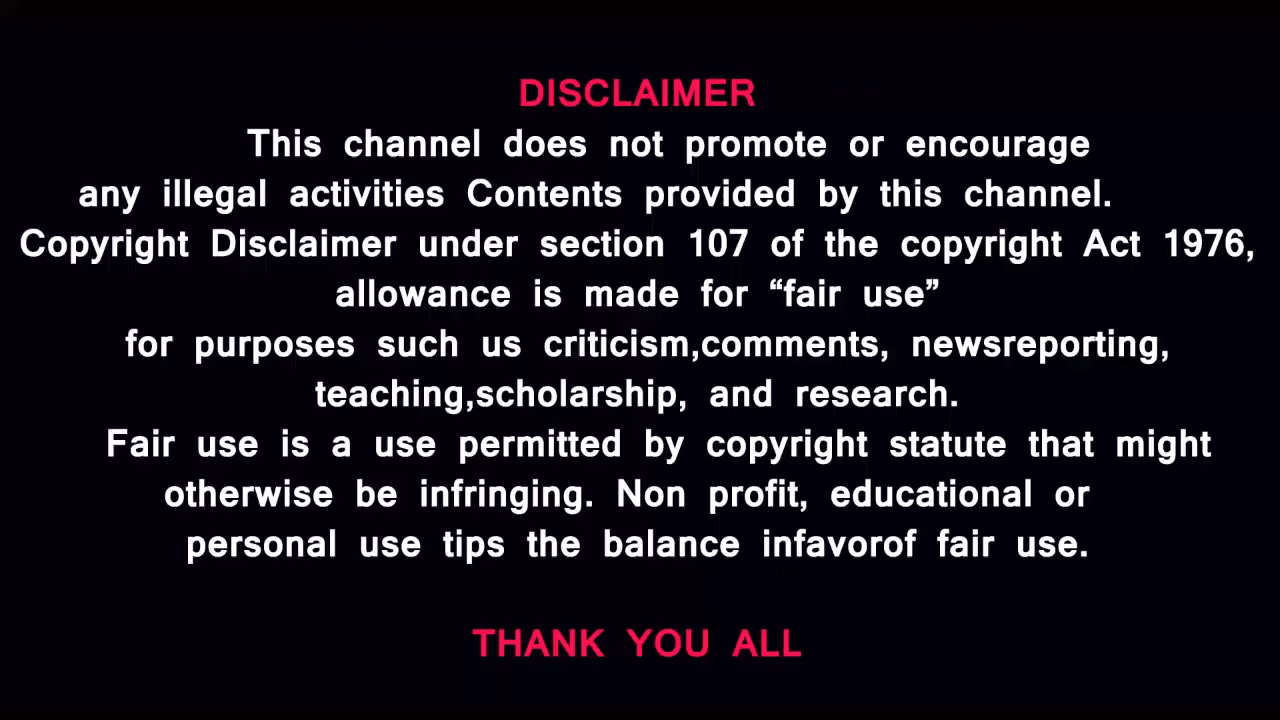 DISCLAIMER
This channel does not promote or encourage
any illegal activities Contents provided by this channel.
Copyright Disclaimer under section 107 of the copyright Act 1976,
allowance is made for “fair use”
for purposes such us criticism,comments, newsreporting,
teaching,scholarship, and research.
Fair use is a use permitted by copyright statute that might
otherwise be infringing. Non profit, educational or
personal use tips the balance infavorof fair use.
THANK YOU ALL